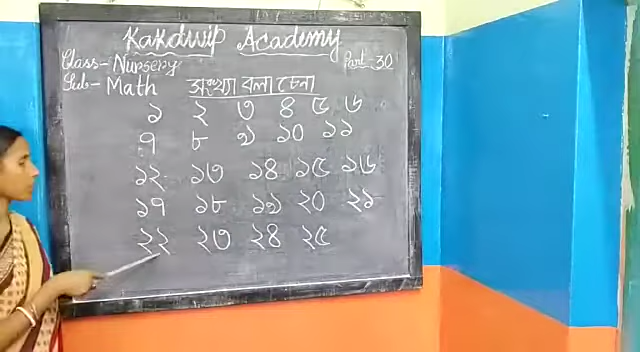 Kakdwip Academy
Class- Nursery Part-30
Sub- Math সংখ্যা বলা চেনা
১ ২ ৩ ৪ ৫ ৬
৭ ৮ ৯ ১০ ১১
১২ ১৩ ১৪ ১৫ ১৬
১৭ ১৮ ১৯ ২০ ২১
২২ ২৩ ২৪ ২৫